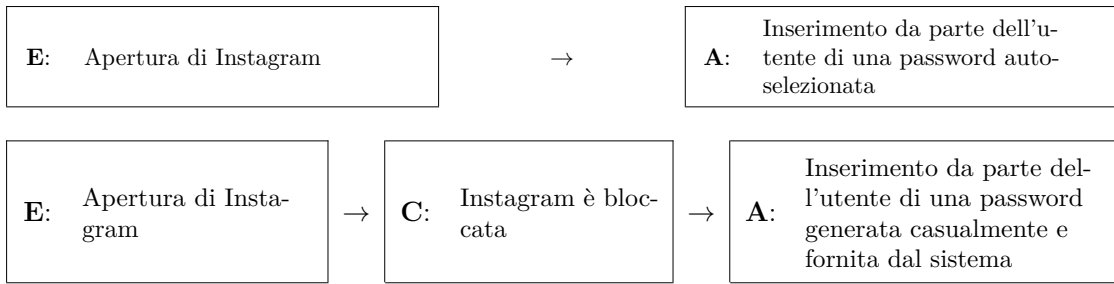 E: Apertura di Instagram → A: Inserimento da parte dell'u-
tente di una password auto-
selezionata
E: Apertura di Insta-
gram
→
C: Instagram è bloc-
cata
→
A: Inserimento da parte del-
l'utente di una password
generata casualmente e
fornita dal sistema